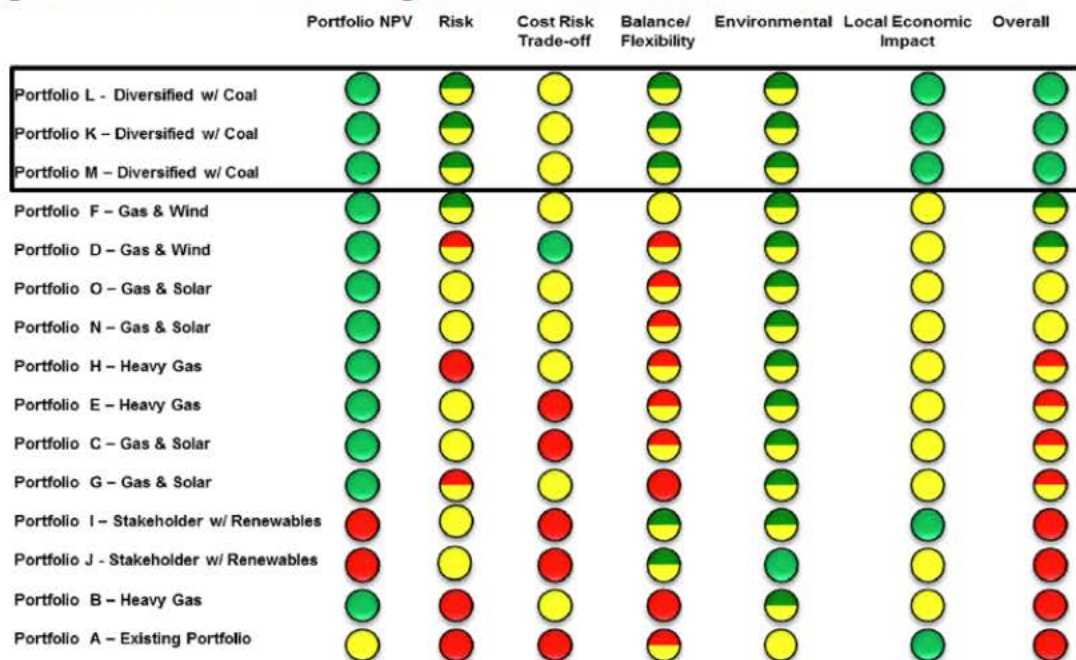 Portfolio NPV Risk Cost Risk Balance/ Environmental Local Economic Overall
Trade-off Flexibility Impact
Portfolio L - Diversified w/ Coal
Portfolio K – Diversified w/ Coal
Portfolio M – Diversified w/ Coal
Portfolio F – Gas & Wind
Portfolio D – Gas & Wind
Portfolio O – Gas & Solar
Portfolio N – Gas & Solar
Portfolio H – Heavy Gas
Portfolio E – Heavy Gas
Portfolio C – Gas & Solar
Portfolio G – Gas & Solar
Portfolio I – Stakeholder w/ Renewables
Portfolio J - Stakeholder w/ Renewables
Portfolio B – Heavy Gas
Portfolio A – Existing Portfolio